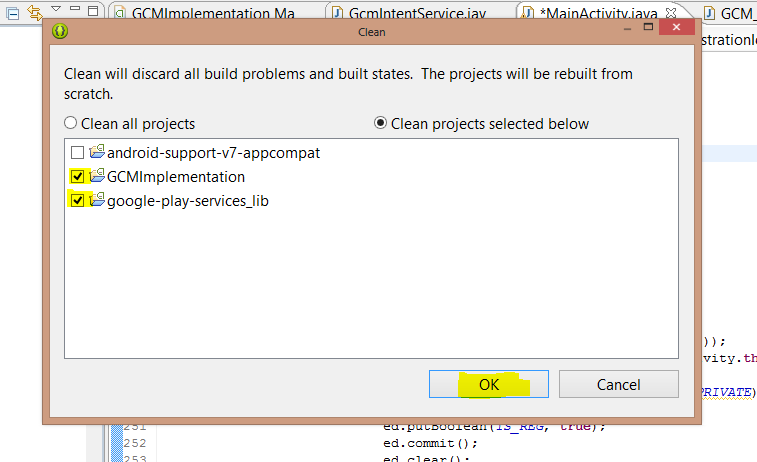 GCMImplementation Ma
GcmIntentService.jav
*MainActivity.java
GCM_
Clean
strationId
Clean will discard all build problems and built states. The projects will be rebuilt from
scratch.
Clean all projects
Clean projects selected below
android-support-v7-appcompat
GCMImplementation
google-play-services_lib
));
vity.th
PRIVATE)
OK
Cancel
251 ed.putBoolean(IS_REG, true);
252 ed.commit();
253 ed.clear();